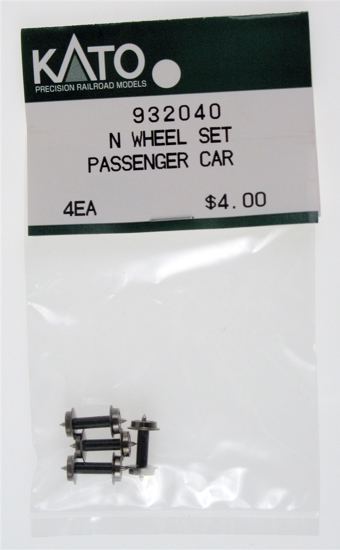 KATO
PRECISION RAILROAD MODELS
932040
N WHEEL SET
PASSENGER CAR
4EA $4.00